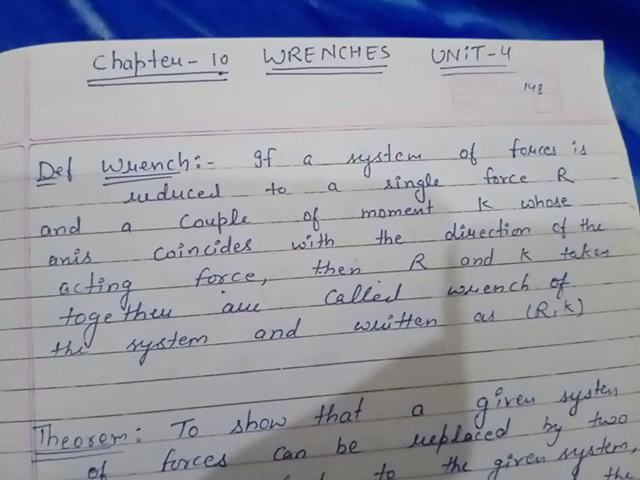 Chapter - 10 WRENCHES UNIT-4
148
Def Wrench:- If a system of forces is
reduced to a single force R
and a couple of moment K whose
axis coincides with the direction of the
acting force, then R and K taken
together are called wrench of
the system and written as (R, K)
Theorem: To show that a given system
of forces can be replaced by two
to the given system,
the